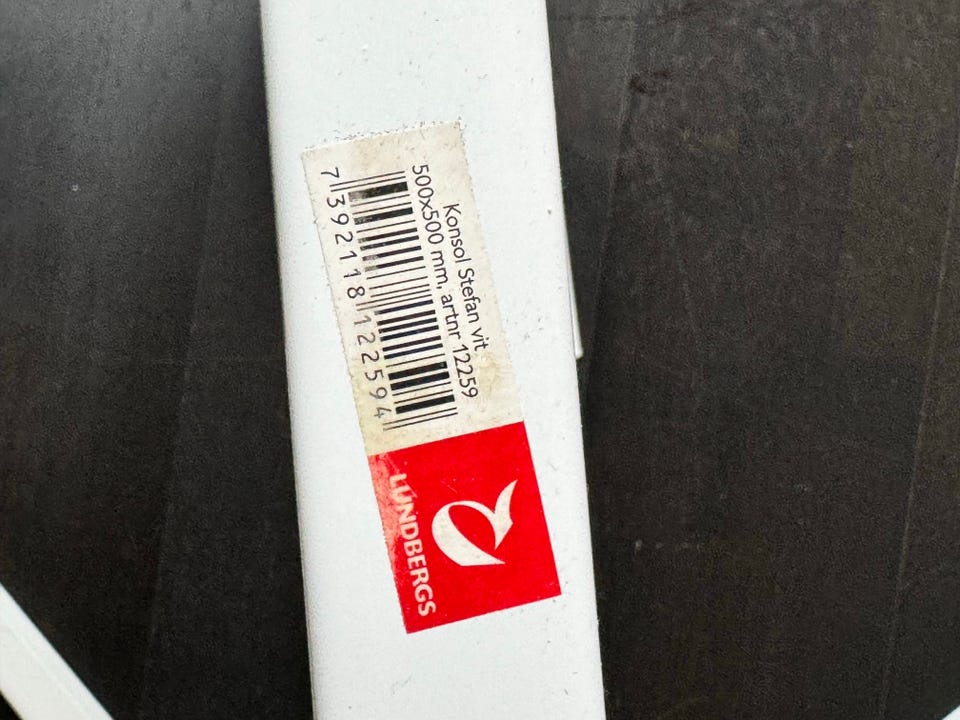 Konsol Stefan vit
500x500 mm, artnr 12259
7 392118 122594
LUNDBERGS